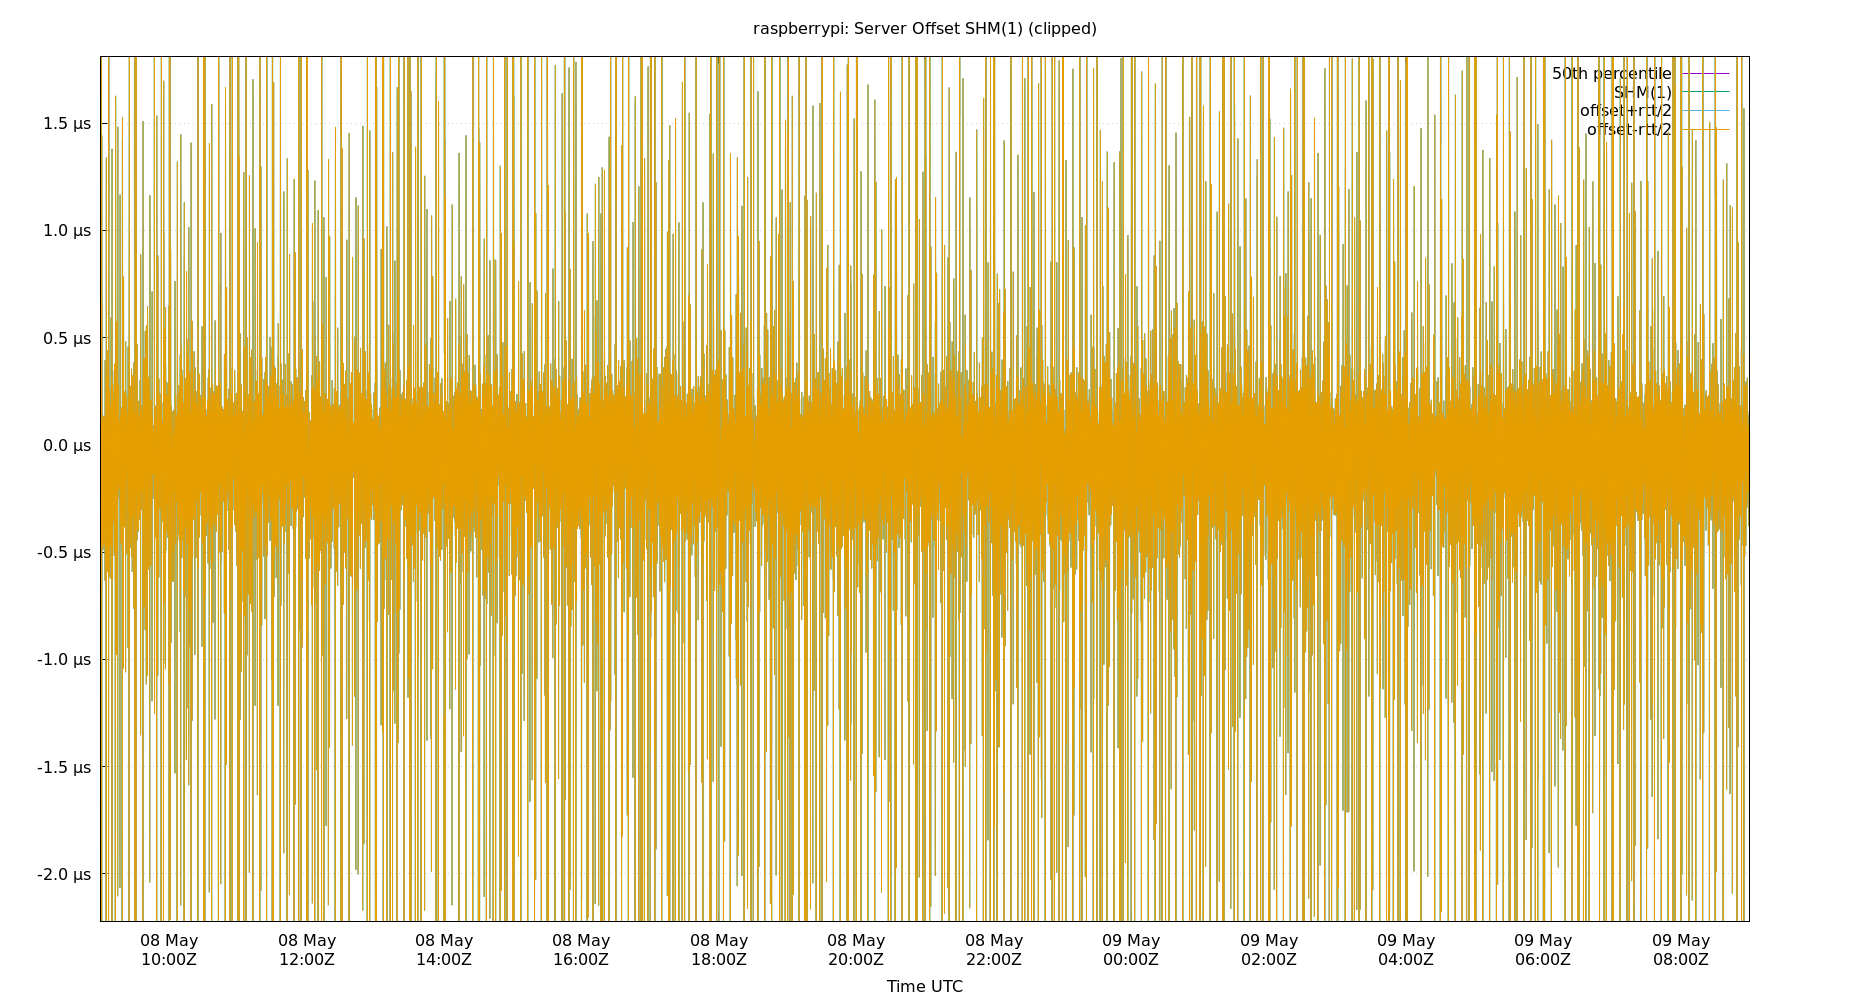 raspberrypi: Server Offset SHM(1) (clipped)
50th percentile
SHM(1)
offset+rtt/2
offset-rtt/2
1.5 µs
1.0 µs
0.5 µs
0.0 µs
-0.5 µs
-1.0 µs
-1.5 µs
-2.0 µs
08 May 08 May 08 May 08 May 08 May 08 May 08 May 09 May 09 May 09 May 09 May 09 May
10:00Z 12:00Z 14:00Z 16:00Z 18:00Z 20:00Z 22:00Z 00:00Z 02:00Z 04:00Z 06:00Z 08:00Z
Time UTC